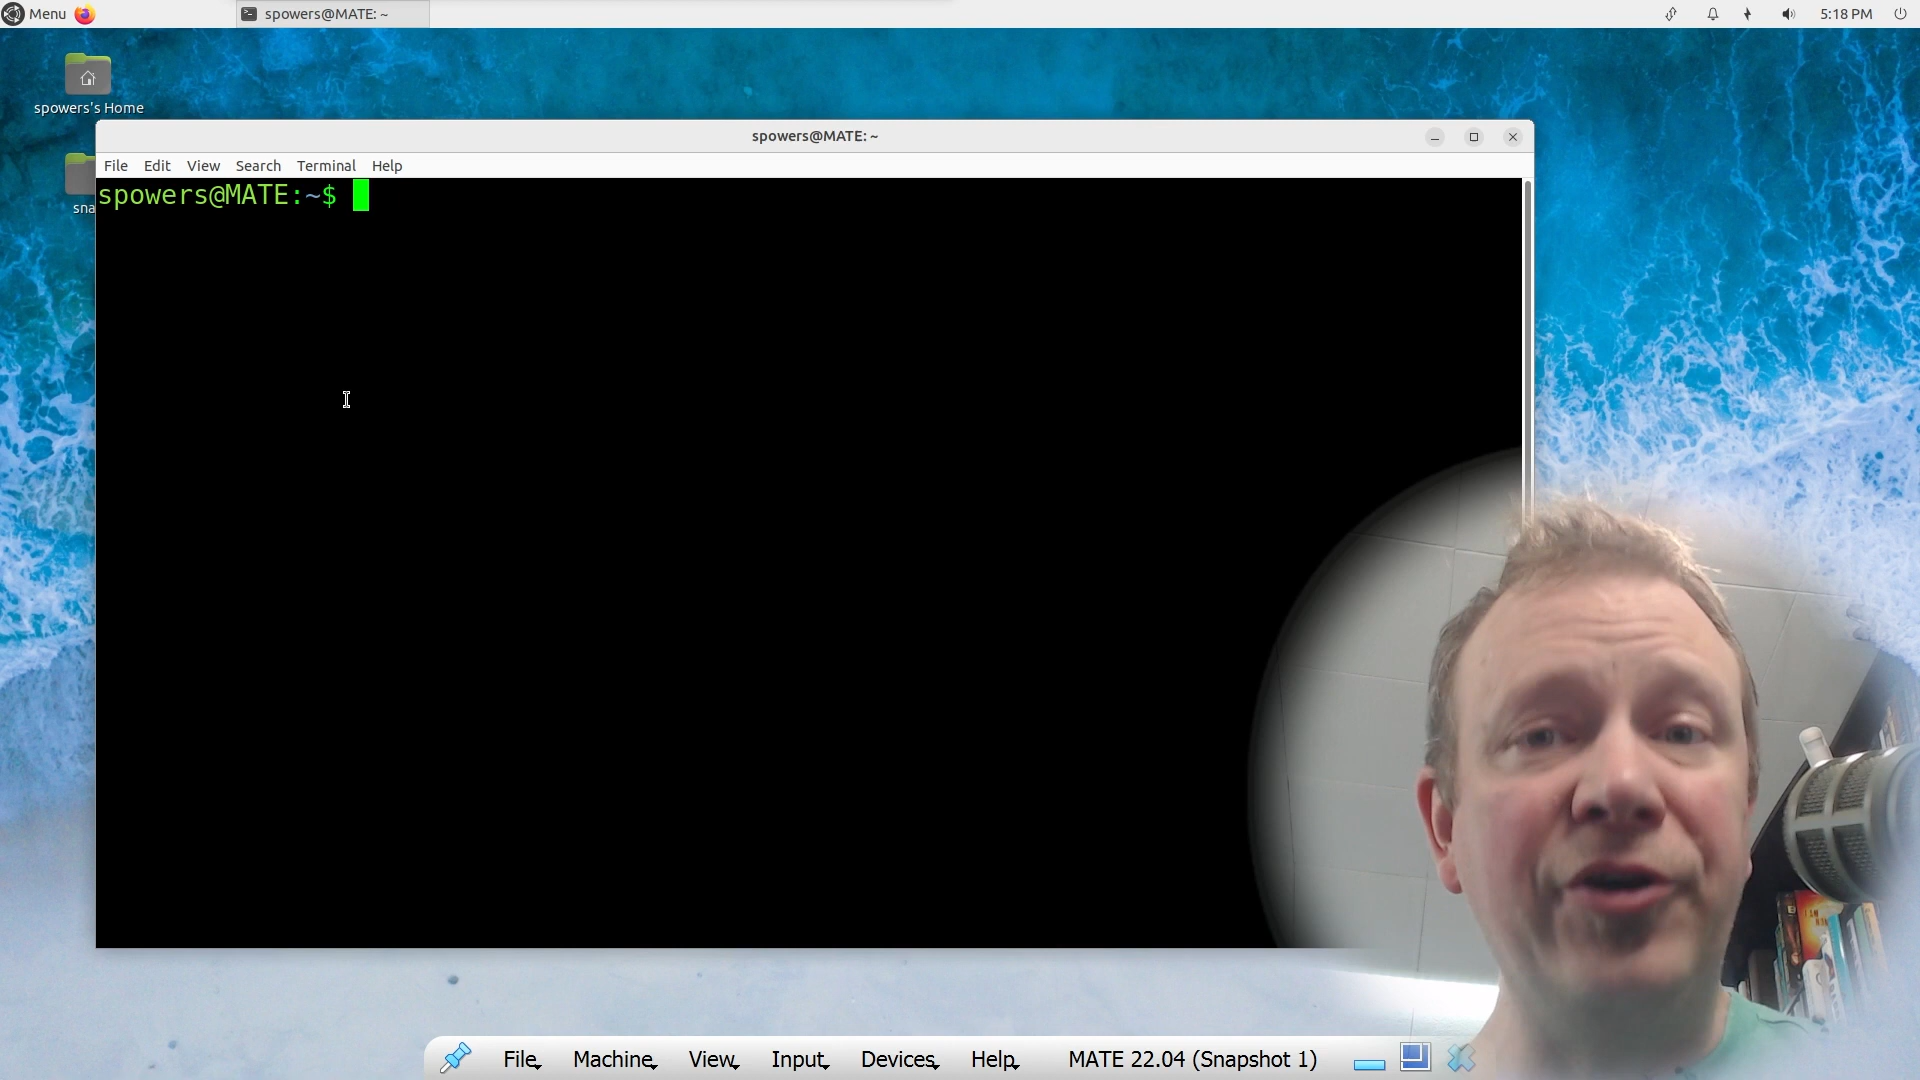 Menu
spowers@MATE: ~
5:18 PM
spowers's Home
spowers@MATE: ~
File Edit View Search Terminal Help
sna
spowers@MATE:~$
File Machine View Input Devices Help MATE 22.04 (Snapshot 1)